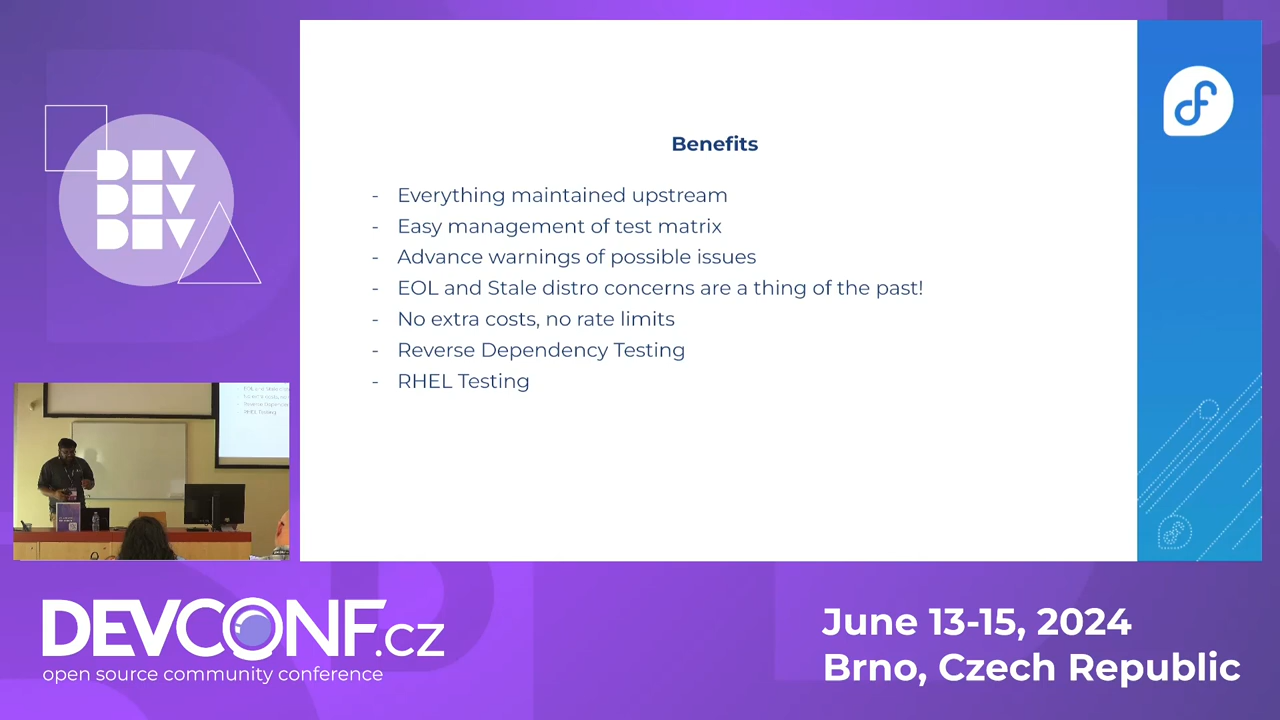 DEV
DEV
DEV
Benefits
- Everything maintained upstream
- Easy management of test matrix
- Advance warnings of possible issues
- EOL and Stale distro concerns are a thing of the past!
- No extra costs, no rate limits
- Reverse Dependency Testing
- RHEL Testing
RHEL Testing
DEVCONF.cz
open source community conference
June 13-15, 2024
Brno, Czech Republic